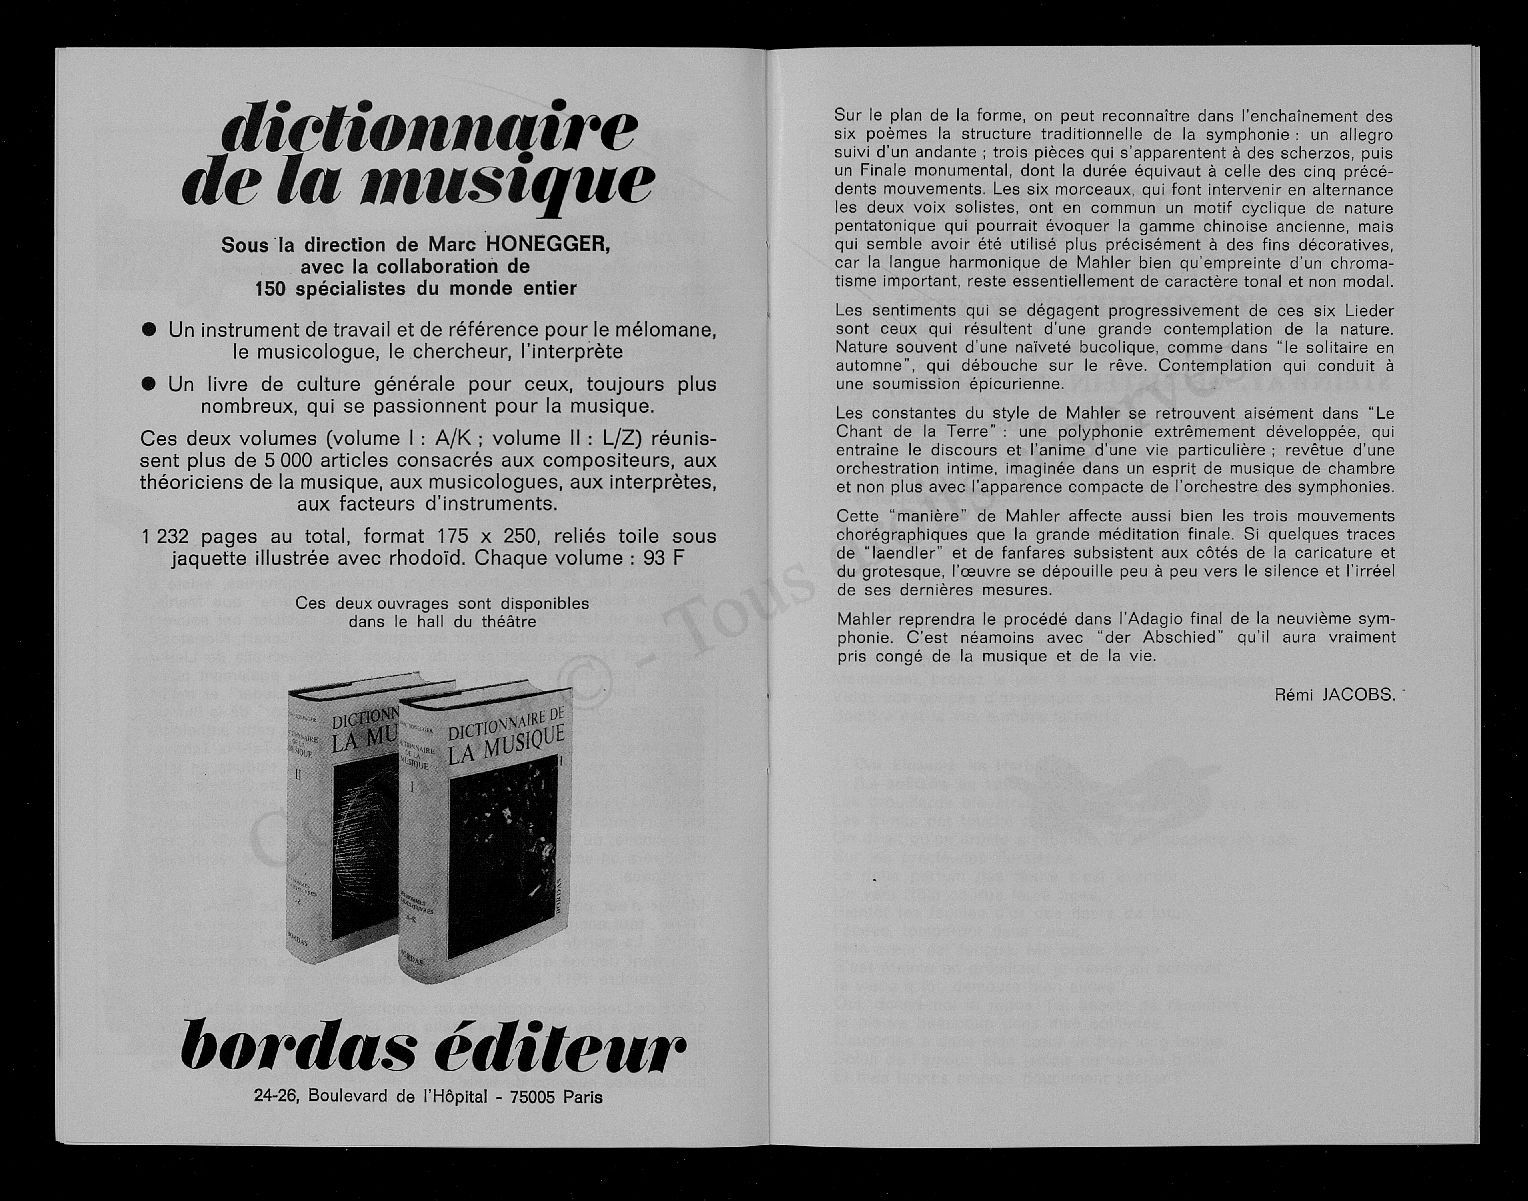 dictionnaire
de la musique
Sous la direction de Marc HONEGGER,
avec la collaboration de
150 spécialistes du monde entier
● Un instrument de travail et de référence pour le mélomane,
le musicologue, le chercheur, l'interprète
● Un livre de culture générale pour ceux, toujours plus
nombreux, qui se passionnent pour la musique.
Ces deux volumes (volume I : A/K ; volume II : L/Z) réunis-
sent plus de 5 000 articles consacrés aux compositeurs, aux
théoriciens de la musique, aux musicologues, aux interprètes,
aux facteurs d'instruments.
1 232 pages au total, format 175 x 250, reliés toile sous
jaquette illustrée avec rhodoïd. Chaque volume : 93 F
Ces deux ouvrages sont disponibles
dans le hall du théâtre
DICTIONN
LA MU
II
BORDAS
DICTIONNAIRE DE
LA MUSIQUE
I
I
A-K
BORDAS
BORDAS
bordas éditeur
24-26, Boulevard de l'Hôpital - 75005 Paris
Sur le plan de la forme, on peut reconnaître dans l'enchaînement des
six poèmes la structure traditionnelle de la symphonie : un allegro
suivi d'un andante ; trois pièces qui s'apparentent à des scherzos, puis
un Finale monumental, dont la durée équivaut à celle des cinq précé-
dents mouvements. Les six morceaux, qui font intervenir en alternance
les deux voix solistes, ont en commun un motif cyclique de nature
pentatonique qui pourrait évoquer la gamme chinoise ancienne, mais
qui semble avoir été utilisé plus précisément à des fins décoratives,
car la langue harmonique de Mahler bien qu'empreinte d'un chroma-
tisme important, reste essentiellement de caractère tonal et non modal.
Les sentiments qui se dégagent progressivement de ces six Lieder
sont ceux qui résultent d'une grande contemplation de la nature.
Nature souvent d'une naïveté bucolique, comme dans "le solitaire en
automne", qui débouche sur le rêve. Contemplation qui conduit à
une soumission épicurienne.
Les constantes du style de Mahler se retrouvent aisément dans "Le
Chant de la Terre" : une polyphonie extrêmement développée, qui
entraine le discours et l'anime d'une vie particulière ; revêtue d'une
orchestration intime, imaginée dans un esprit de musique de chambre
et non plus avec l'apparence compacte de l'orchestre des symphonies.
Cette "manière" de Mahler affecte aussi bien les trois mouvements
chorégraphiques que la grande méditation finale. Si quelques traces
de "laendler" et de fanfares subsistent aux côtés de la caricature et
du grotesque, l'œuvre se dépouille peu à peu vers le silence et l'irréel
de ses dernières mesures.
Mahler reprendra le procédé dans l'Adagio final de la neuvième sym-
phonie. C'est néamoins avec "der Abschied" qu'il aura vraiment
pris congé de la musique et de la vie.
Rémi JACOBS.
© - Tous